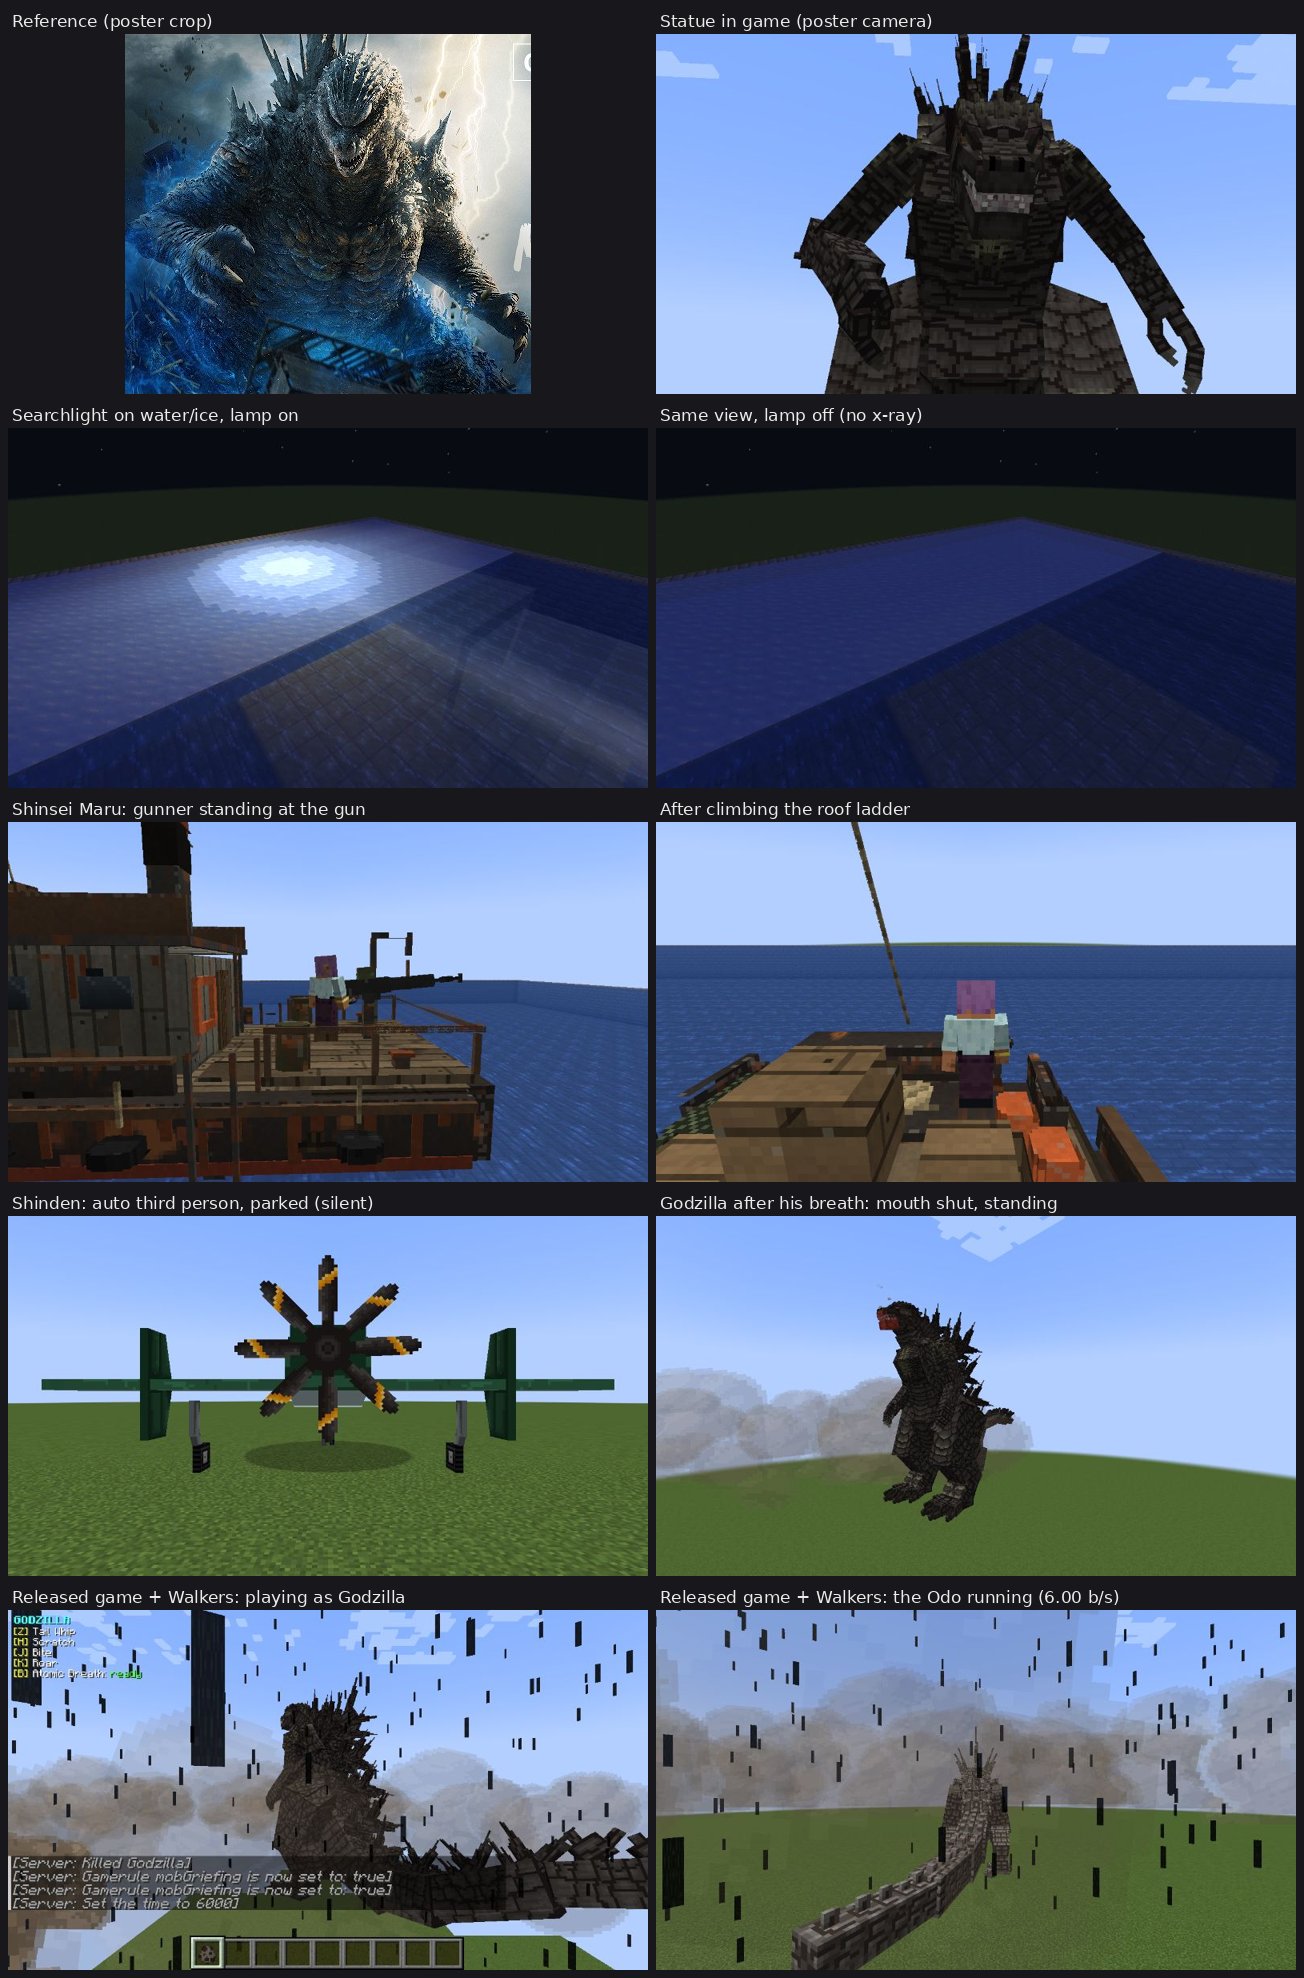 Reference (poster crop)
Statue in game (poster camera)
Searchlight on water/ice, lamp on
Same view, lamp off (no x-ray)
Shinsei Maru: gunner standing at the gun
After climbing the roof ladder
Shinden: auto third person, parked (silent)
Godzilla after his breath: mouth shut, standing
Released game + Walkers: playing as Godzilla
Released game + Walkers: the Odo running (6.00 b/s)
GODZILLA
[Z] Tail Whip
[M] Scratch
[J] Bite
[K] Roar
[B] Atomic Breath: ready
[Server: Killed Godzilla]
[Server: Gamerule mobGriefing is now set to: true]
[Server: Gamerule mobGriefing is now set to: true]
[Server: Set the time to 6000]